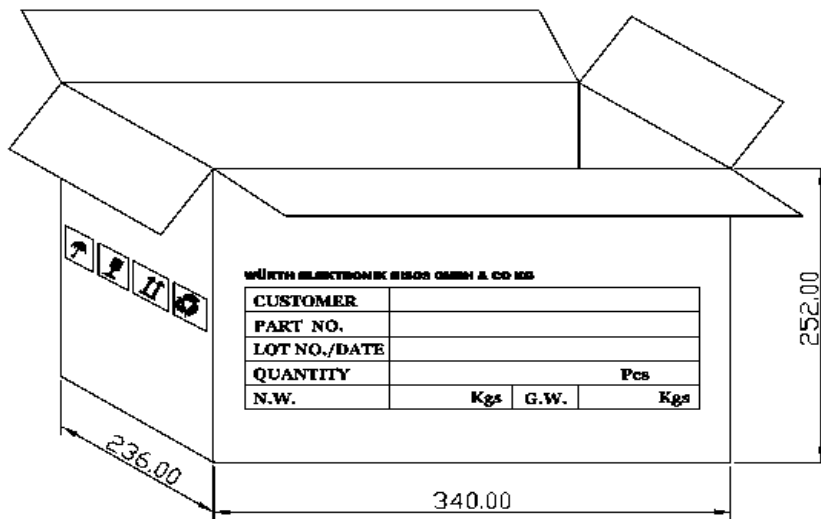 WÜRTH ELEKTRONIK EISOS GMBH & CO KG
CUSTOMER
PART NO.
LOT NO./DATE
QUANTITY Pcs
N.W. Kgs G.W. Kgs
252.00
236.00
340.00